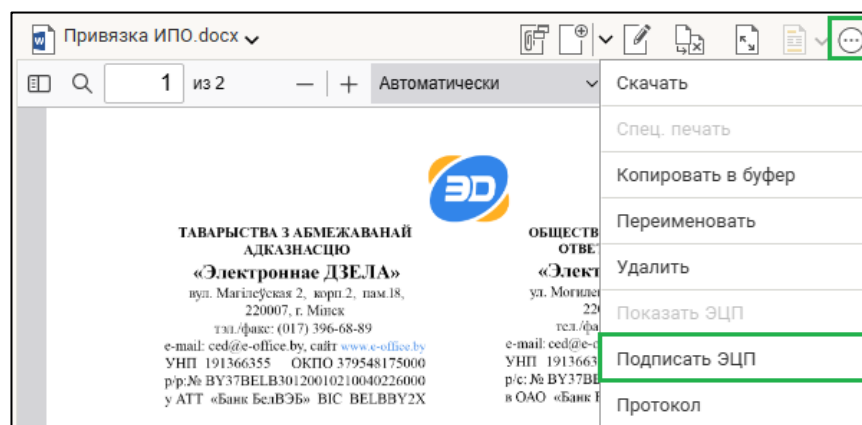 Привязка ИПО.docx
1 из 2 Автоматически
Скачать
Спец. печать
Копировать в буфер
Переименовать
Удалить
Показать ЭЦП
Подписать ЭЦП
Протокол
ЭD
ТАВАРЫСТВА З АБМЕЖАВАНАЙ
АДКАЗНАСЦЮ
«Электроннае ДЗЕЛА»
вул. Магілеўская 2, корп.2, пам.18,
220007, г. Мінск
тэл./факс: (017) 396-68-89
e-mail: ced@e-office.by, сайт www.e-office.by
УНП 191366355 ОКПО 379548175000
р/р:№ BY37BELB30120010210040226000
у АТТ «Банк БелВЭБ» BIC BELBBY2X
ОБЩЕСТВ
ОТВЕТ
«Элект
ул. Могилев
220
тел./фа
e-mail: ced@e-o
УНП 1913663
р/с:№ BY37BE
в ОАО «Банк